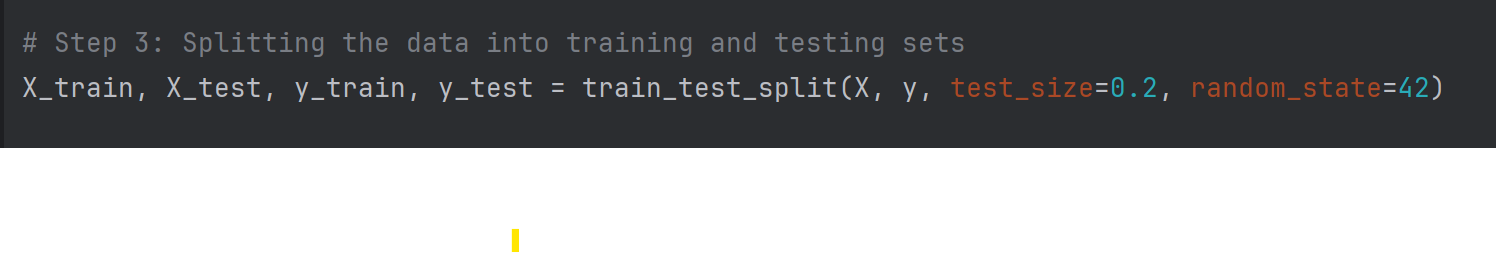 # Step 3: Splitting the data into training and testing sets
X_train, X_test, y_train, y_test = train_test_split(X, y, test_size=0.2, random_state=42)